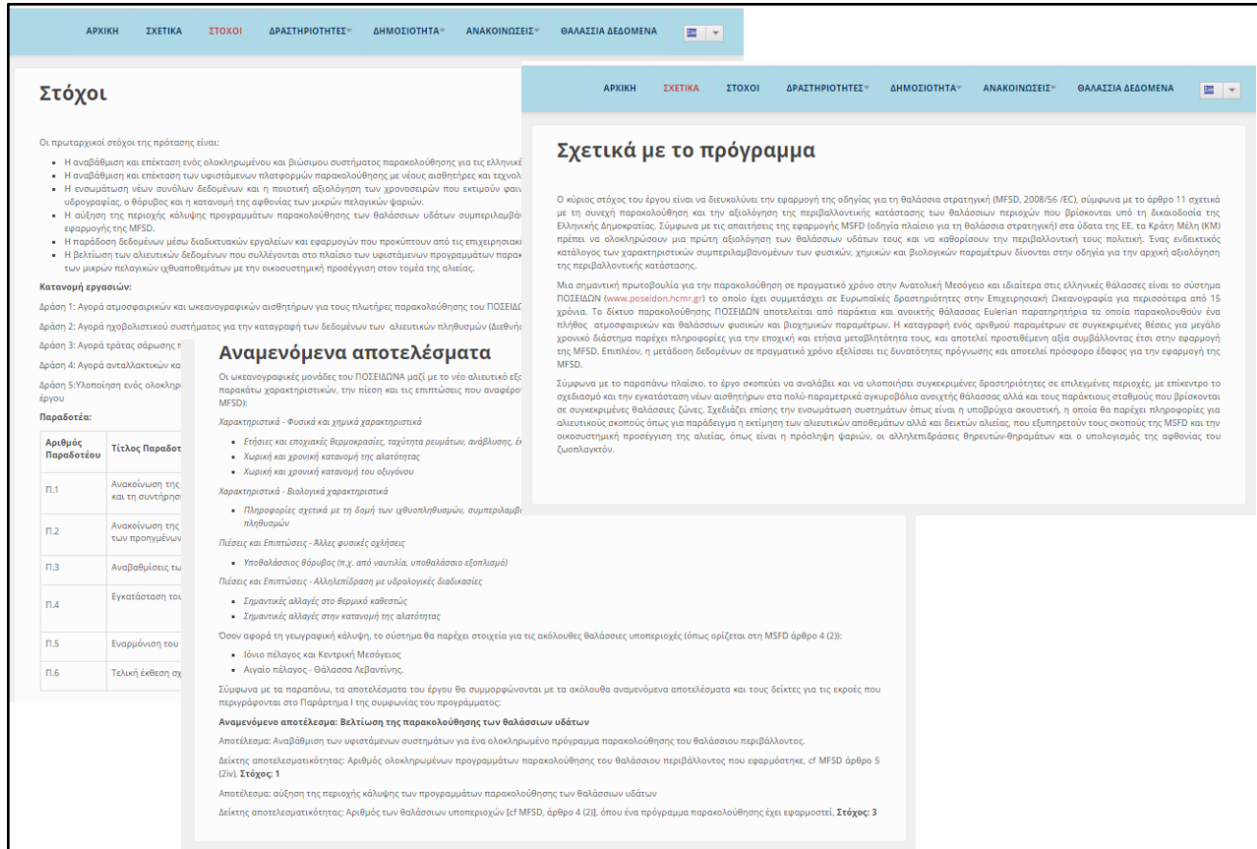 ΑΡΧΙΚΗ ΣΧΕΤΙΚΑ ΣΤΟΧΟΙ ΔΡΑΣΤΗΡΙΟΤΗΤΕΣ ΔΗΜΟΣΙΟΤΗΤΑ ΑΝΑΚΟΙΝΩΣΕΙΣ ΘΑΛΑΣΣΙΑ ΔΕΔΟΜΕΝΑ
Στόχοι
Οι πρωταρχικοί στόχοι της πρότασης είναι:
Η αναβάθμιση και επέκταση ενός ολοκληρωμένου και βιώσιμου συστήματος παρακολούθησης για τις ελληνικέ
Η αναβάθμιση και επέκταση των υφιστάμενων πλατφορμών παρακολούθησης με νέους αισθητήρες και τεχνολ
Η ενσωμάτωση νέων συνόλων δεδομένων και η ποιοτική αξιολόγηση των χρονοσειρών που εκτιμούν φαιν
υδρογραφίας, ο θόρυβος και η κατανομή της αφθονίας των μικρών πελαγικών ψαριών.
Η αύξηση της περιοχής κάλυψης προγραμμάτων παρακολούθησης των θαλάσσιων υδάτων συμπεριλαμβάν
εφαρμογής της MFSD.
Η παράδοση δεδομένων μέσω διαδικτυακών εργαλείων και εφαρμογών που προκύπτουν από τις επιχειρησιακ
Η βελτίωση των αλιευτικών δεδομένων που συλλέγονται στο πλαίσιο των υφιστάμενων προγραμμάτων παρακ
των μικρών πελαγικών ιχθυαποθεμάτων με την οικοσυστημική προσέγγιση στον τομέα της αλιείας.
Κατανομή εργασιών:
Δράση 1: Αγορά ατμοσφαιρικών και ωκεανογραφικών αισθητήρων για τους πλωτήρες παρακολούθησης του ΠΟΣΕΙΔΩ
Δράση 2: Αγορά ηχοβολιστικού συστήματος για την καταγραφή των δεδομένων των αλιευτικών πληθυσμών (Διεθνής
Δράση 3: Αγορά τράτας σάρωσης π
Δράση 4: Αγορά ανταλλακτικών κα
Δράση 5:Υλοποίηση ενός ολοκληρ
έργου
Παραδοτέα:
Αριθμός Παραδοτέου Τίτλος Παραδοτ
Π.1 Ανακοίνωση της
και τη συντήρησ
Π.2 Ανακοίνωση της
των προηγμένων
Π.3 Αναβαθμίσεις τω
Π.4 Εγκατάσταση του
Π.5 Εναρμόνιση του
Π.6 Τελική έκθεση σχ
ΑΡΧΙΚΗ ΣΧΕΤΙΚΑ ΣΤΟΧΟΙ ΔΡΑΣΤΗΡΙΟΤΗΤΕΣ ΔΗΜΟΣΙΟΤΗΤΑ ΑΝΑΚΟΙΝΩΣΕΙΣ ΘΑΛΑΣΣΙΑ ΔΕΔΟΜΕΝΑ
Σχετικά με το πρόγραμμα
Ο κύριος στόχος του έργου είναι να διευκολύνει την εφαρμογή της οδηγίας για τη θαλάσσια στρατηγική (MFSD, 2008/56 /EC), σύμφωνα με το άρθρο 11 σχετικά
με τη συνεχή παρακολούθηση και την αξιολόγηση της περιβαλλοντικής κατάστασης των θαλάσσιων περιοχών που βρίσκονται υπό τη δικαιοδοσία της
Ελληνικής Δημοκρατίας. Σύμφωνα με τις απαιτήσεις της εφαρμογής MSFD (οδηγία πλαίσιο για τη θαλάσσια στρατηγική) στα ύδατα της ΕΕ, τα Κράτη Μέλη (ΚΜ)
πρέπει να ολοκληρώσουν μια πρώτη αξιολόγηση των θαλάσσιων υδάτων τους και να καθορίσουν την περιβαλλοντική τους πολιτική. Ένας ενδεικτικός
κατάλογος των χαρακτηριστικών συμπεριλαμβανομένων των φυσικών, χημικών και βιολογικών παραμέτρων δίνονται στην οδηγία για την αρχική αξιολόγηση
της περιβαλλοντικής κατάστασης.
Μια σημαντική πρωτοβουλία για την παρακολούθηση σε πραγματικό χρόνο στην Ανατολική Μεσόγειο και ιδιαίτερα στις ελληνικές θάλασσες είναι το σύστημα
ΠΟΣΕΙΔΩΝ (www.poseidon.hcmr.gr) το οποίο έχει συμμετάσχει σε Ευρωπαϊκές δραστηριότητες στην Επιχειρησιακή Ωκεανογραφία για περισσότερα από 15
χρόνια. Το δίκτυο παρακολούθησης ΠΟΣΕΙΔΩΝ αποτελείται από παράκτια και ανοικτής θάλασσας Eulerian παρατηρητήρια τα οποία παρακολουθούν ένα
πλήθος ατμοσφαιρικών και θαλάσσιων φυσικών και βιοχημικών παραμέτρων. Η καταγραφή ενός αριθμού παραμέτρων σε συγκεκριμένες θέσεις για μεγάλο
χρονικό διάστημα παρέχει πληροφορίες για την εποχική και ετήσια μεταβλητότητα τους, και αποτελεί προστιθέμενη αξία συμβάλλοντας έτσι στην εφαρμογή
της MFSD. Επιπλέον, η μετάδοση δεδομένων σε πραγματικό χρόνο εξελίσσει τις δυνατότητες πρόγνωσης και αποτελεί πρόσφορο έδαφος για την εφαρμογή της
MFSD.
Σύμφωνα με το παραπάνω πλαίσιο, το έργο σκοπεύει να αναλάβει και να υλοποιήσει συγκεκριμένες δραστηριότητες σε επιλεγμένες περιοχές, με επίκεντρο το
σχεδιασμό και την εγκατάσταση νέων αισθητήρων στα πολύ-παραμετρικά αγκυροβόλια ανοιχτής θάλασσας αλλά και τους παράκτιους σταθμούς που βρίσκονται
σε συγκεκριμένες θαλάσσιες ζώνες. Σχεδιάζει επίσης την ενσωμάτωση συστημάτων όπως είναι η υποβρύχια ακουστική, η οποία θα παρέχει πληροφορίες για
αλιευτικούς σκοπούς όπως για παράδειγμα η εκτίμηση των αλιευτικών αποθεμάτων αλλά και δεικτών αλιείας, που εξυπηρετούν τους σκοπούς της MSFD και την
οικοσυστημική προσέγγιση της αλιείας, όπως είναι η πρόσληψη ψαριών, οι αλληλεπιδράσεις θηρευτών-θηραμάτων και ο υπολογισμός της αφθονίας του
ζωοπλαγκτόν.
Αναμενόμενα αποτελέσματα
Οι ωκεανογραφικές μονάδες του ΠΟΣΕΙΔΩΝΑ μαζί με το νέο αλιευτικό εξο
παρακάτω χαρακτηριστικών, την πίεση και τις επιπτώσεις που αναφέρο
MFSD):
Χαρακτηριστικά - Φυσικά και χημικά χαρακτηριστικά
Ετήσιες και εποχιακές θερμοκρασίες, ταχύτητα ρευμάτων, ανάβλυσης, έκ
Χωρική και χρονική κατανομή της αλατότητας
Χωρική και χρονική κατανομή του οξυγόνου
Χαρακτηριστικά - Βιολογικά χαρακτηριστικά
Πληροφορίες σχετικά με τη δομή των ιχθυοπληθυσμών, συμπεριλαμβ
πληθυσμών
Πιέσεις και Επιπτώσεις - Άλλες φυσικές οχλήσεις
Υποθαλάσσιος θόρυβος (π.χ. από ναυτιλία, υποθαλάσσιο εξοπλισμό)
Πιέσεις και Επιπτώσεις - Αλληλεπίδραση με υδρολογικές διαδικασίες
Σημαντικές αλλαγές στο θερμικό καθεστώς
Σημαντικές αλλαγές στην κατανομή της αλατότητας
Όσον αφορά τη γεωγραφική κάλυψη, το σύστημα θα παρέχει στοιχεία για τις ακόλουθες θαλάσσιες υποπεριοχές (όπως ορίζεται στη MSFD άρθρο 4 (2)):
Ιόνιο πέλαγος και Κεντρική Μεσόγειος
Αιγαίο πέλαγος - Θάλασσα Λεβαντίνης.
Σύμφωνα με τα παραπάνω, τα αποτελέσματα του έργου θα συμμορφώνονται με τα ακόλουθα αναμενόμενα αποτελέσματα και τους δείκτες για τις εκροές που
περιγράφονται στο Παράρτημα Ι της συμφωνίας του προγράμματος:
Αναμενόμενο αποτέλεσμα: Βελτίωση της παρακολούθησης των θαλάσσιων υδάτων
Αποτέλεσμα: Αναβάθμιση των υφιστάμενων συστημάτων για ένα ολοκληρωμένο πρόγραμμα παρακολούθησης του θαλάσσιου περιβάλλοντος.
Δείκτης αποτελεσματικότητας: Αριθμός ολοκληρωμένων προγραμμάτων παρακολούθησης του θαλάσσιου περιβάλλοντος που εφαρμόστηκε, cf MFSD άρθρο 5
(2iv), Στόχος: 1
Αποτέλεσμα: αύξηση της περιοχής κάλυψης των προγραμμάτων παρακολούθησης των θαλάσσιων υδάτων
Δείκτης αποτελεσματικότητας: Αριθμός των θαλάσσιων υποπεριοχών [cf MFSD, άρθρο 4 (2)], όπου ένα πρόγραμμα παρακολούθησης έχει εφαρμοστεί, Στόχος: 3